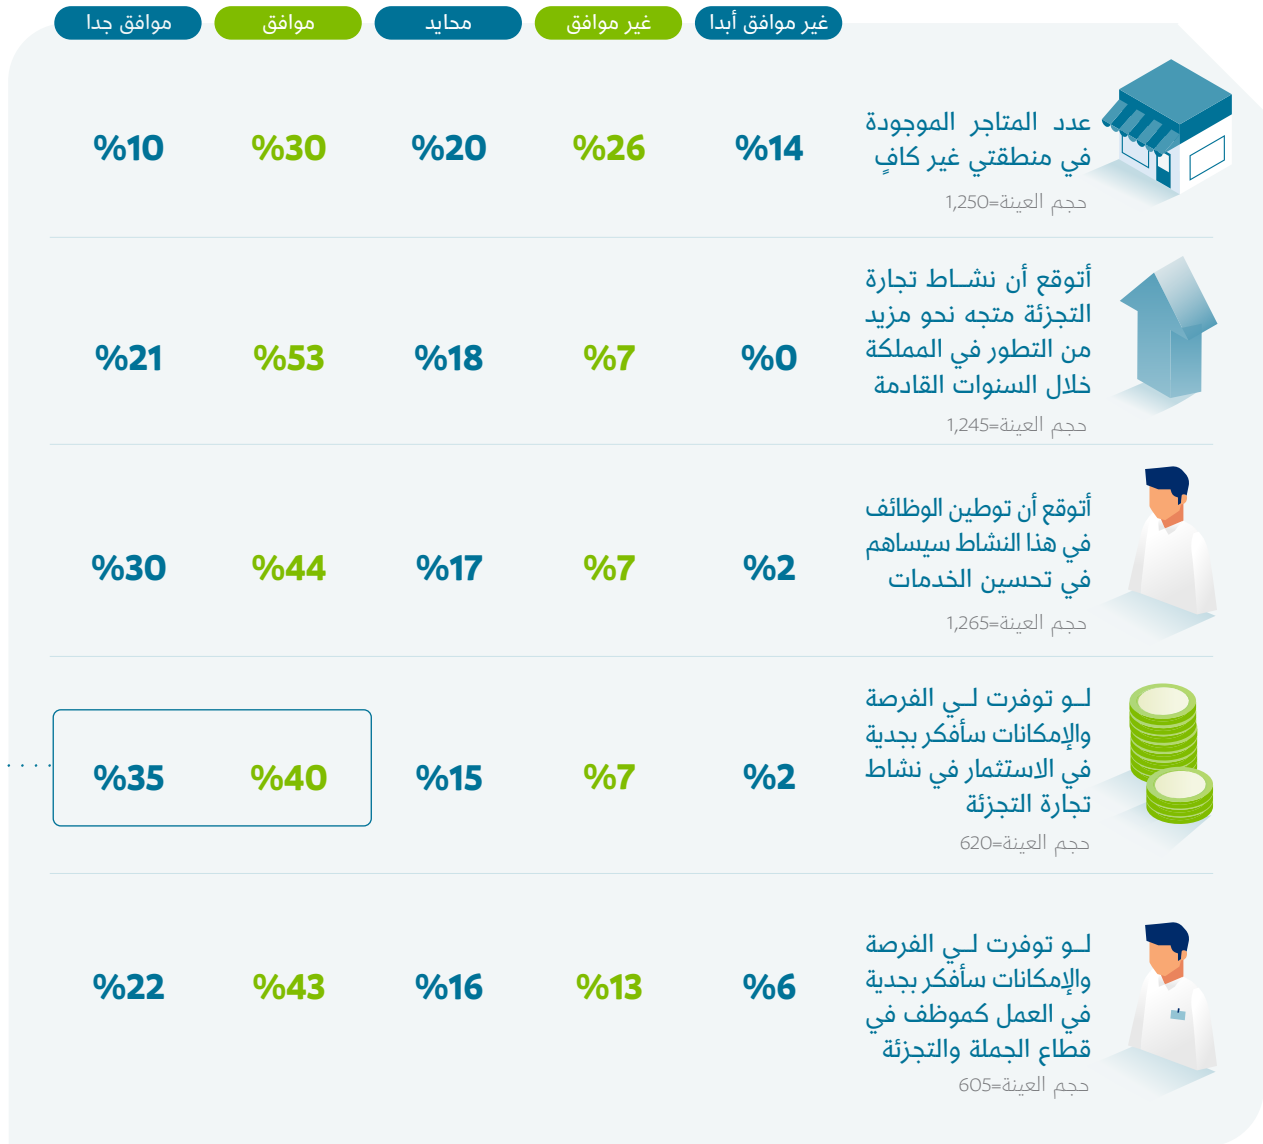 غير موافق أبدا
غير موافق
محايد
موافق
موافق جدا
عدد المتاجر الموجودة
في منطقتي غير كافٍ
حجم العينة=1,250
%14
%26
%20
%30
%10
أتوقع أن نشــاط تجارة
التجزئة متجه نحو مزيد
من التطور في المملكة
خلال السنوات القادمة
حجم العينة=1,245
%0
%7
%18
%53
%21
أتوقع أن توطين الوظائف
في هذا النشاط سيساهم
في تحسين الخدمات
حجم العينة=1,265
%2
%7
%17
%44
%30
لــو توفرت لــي الفرصة
والإمكانات سأفكر بجدية
في الاستثمار في نشاط
تجارة التجزئة
حجم العينة=620
%2
%7
%15
%40
%35
لــو توفرت لــي الفرصة
والإمكانات سأفكر بجدية
في العمل كموظف في
قطاع الجملة والتجزئة
حجم العينة=605
%6
%13
%16
%43
%22